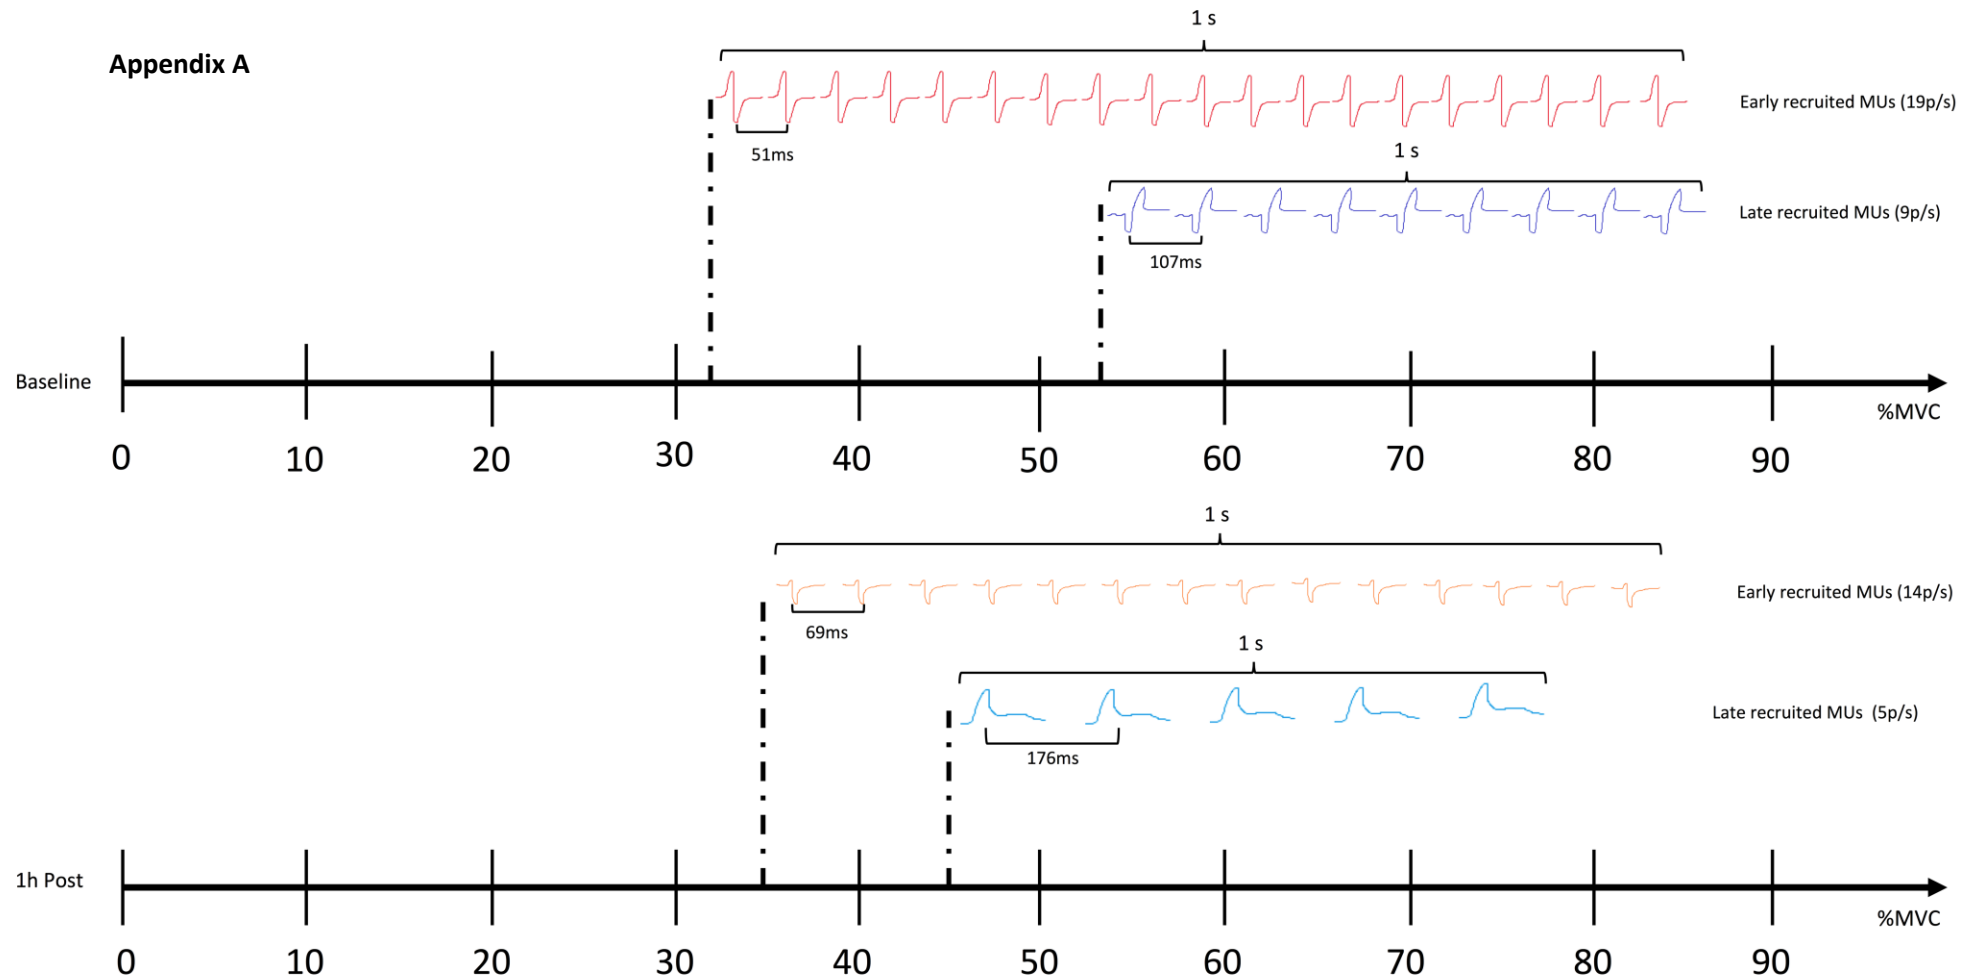 Appendix A
1 s
Early recruited MUs (19p/s)
51ms
1 s
Late recruited MUs (9p/s)
107ms
Baseline
%MVC
0 10 20 30 40 50 60 70 80 90
1 s
Early recruited MUs (14p/s)
69ms
1 s
Late recruited MUs (5p/s)
176ms
1h Post
%MVC
0 10 20 30 40 50 60 70 80 90